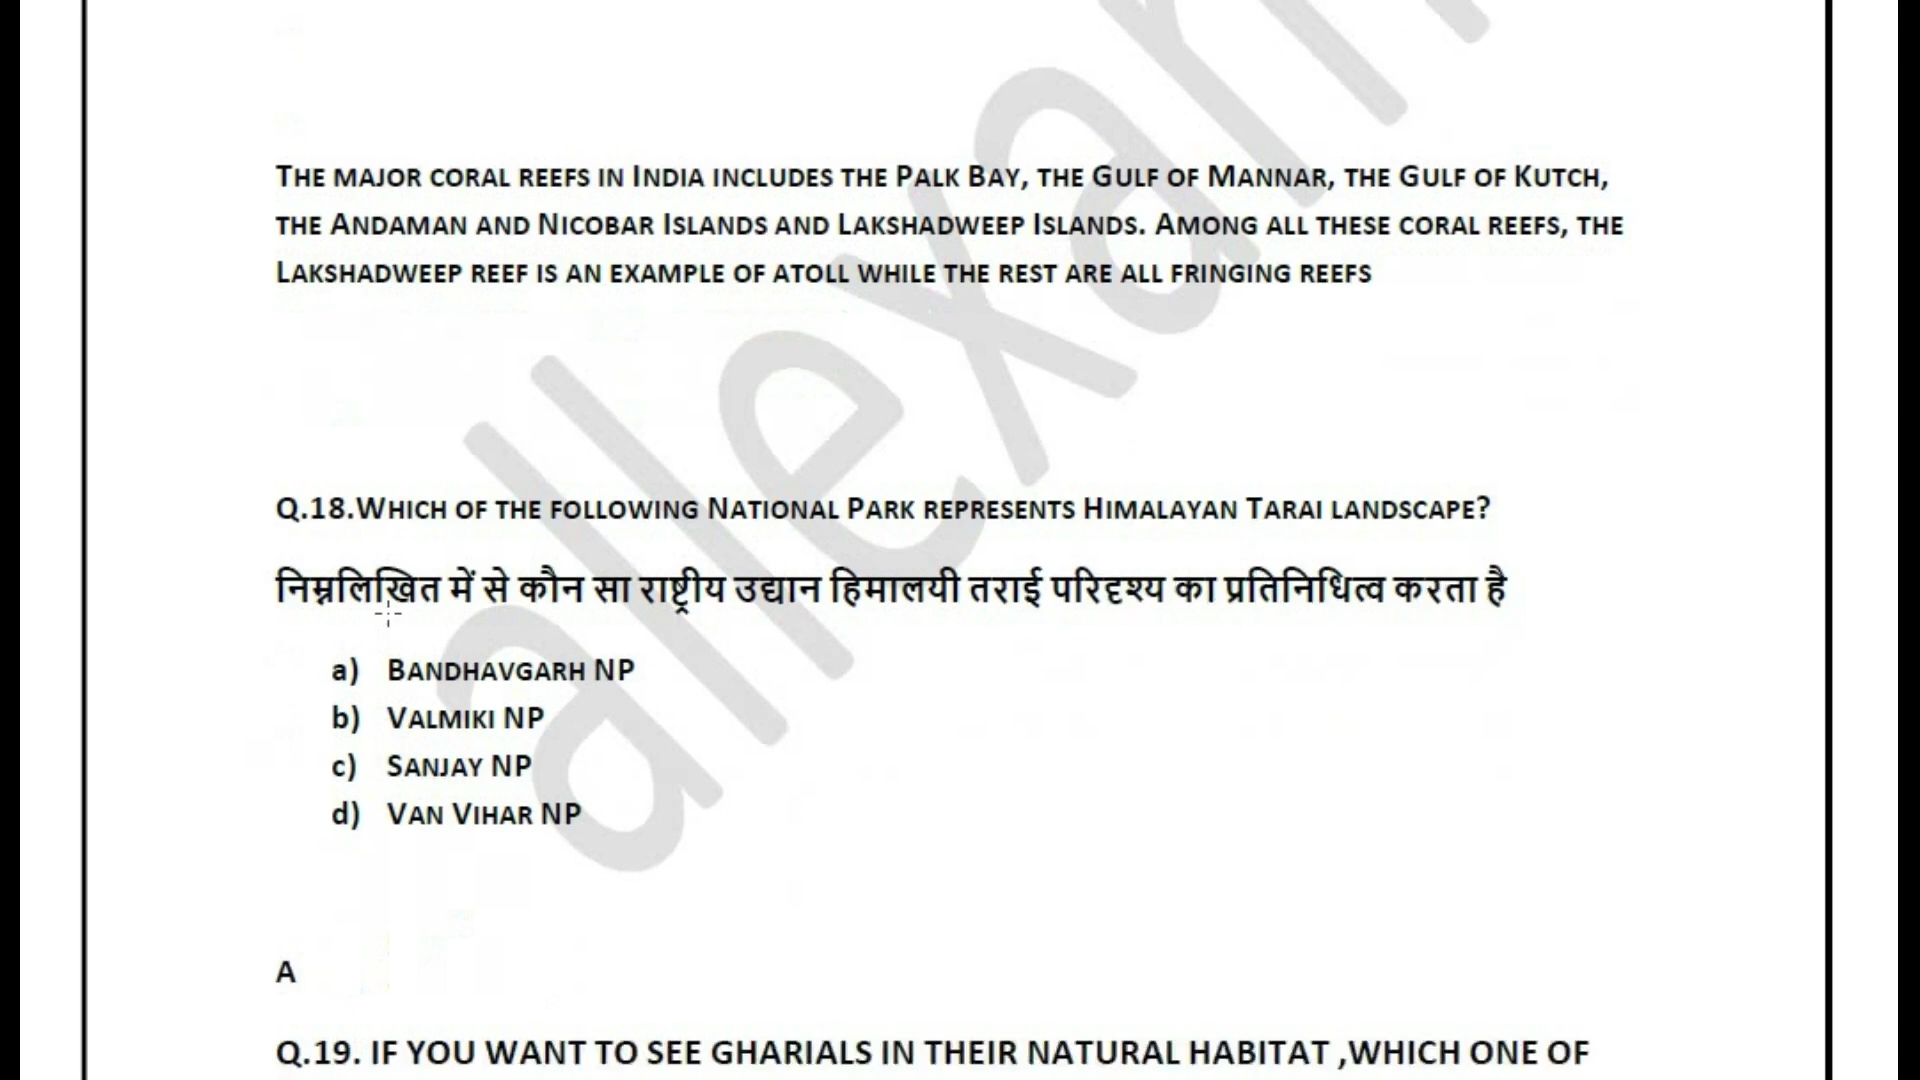 THE MAJOR CORAL REEFS IN INDIA INCLUDES THE PALK BAY, THE GULF OF MANNAR, THE GULF OF KUTCH,
THE ANDAMAN AND NICOBAR ISLANDS AND LAKSHADWEEP ISLANDS. AMONG ALL THESE CORAL REEFS, THE
LAKSHADWEEP REEF IS AN EXAMPLE OF ATOLL WHILE THE REST ARE ALL FRINGING REEFS
Q.18.WHICH OF THE FOLLOWING NATIONAL PARK REPRESENTS HIMALAYAN TARAI LANDSCAPE?
निम्नलिखित में से कौन सा राष्ट्रीय उद्यान हिमालयी तराई परिदृश्य का प्रतिनिधित्व करता है
a) BANDHAVGARH NP
b) VALMIKI NP
c) SANJAY NP
d) VAN VIHAR NP
A
Q.19. IF YOU WANT TO SEE GHARIALS IN THEIR NATURAL HABITAT ,WHICH ONE OF
allexam